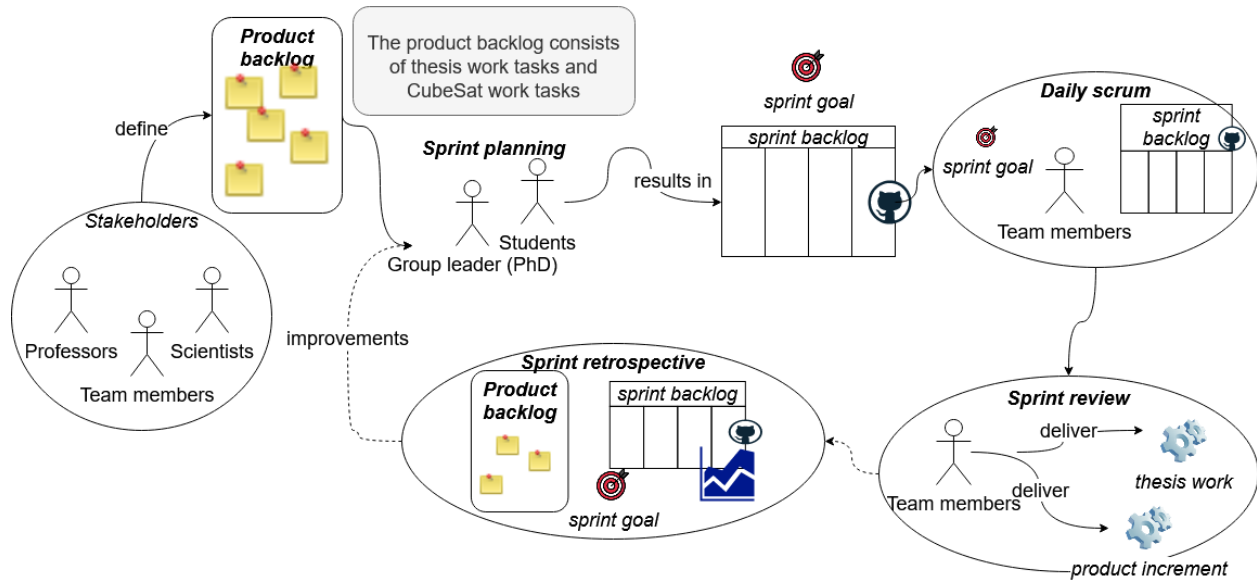 Product
backlog
The product backlog consists
of thesis work tasks and
CubeSat work tasks
define
Stakeholders
Professors
Scientists
Team members
Sprint planning
Students
Group leader (PhD)
results in
sprint goal
sprint backlog
Daily scrum
sprint goal
sprint
backlog
Team members
Sprint review
Team members
deliver
thesis work
deliver
product increment
Sprint retrospective
Product
backlog
sprint backlog
sprint goal
improvements